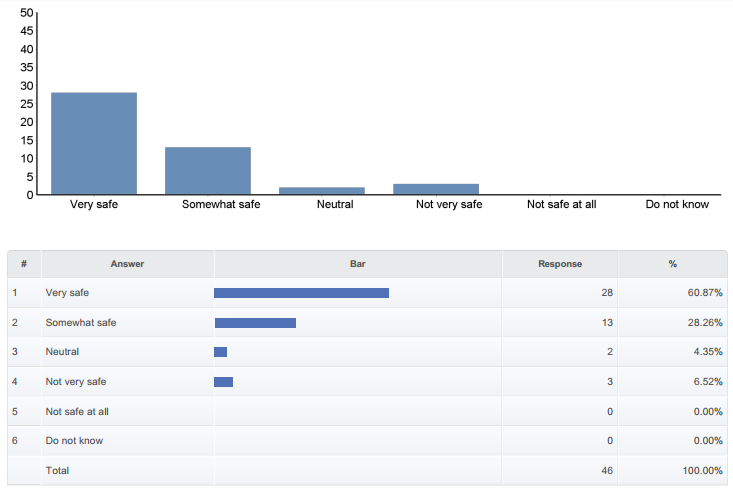 50
45
40
35
30
25
20
15
10
5
0
Very safe Somewhat safe Neutral Not very safe Not safe at all Do not know
# Answer Bar Response %
1 Very safe 28 60.87%
2 Somewhat safe 13 28.26%
3 Neutral 2 4.35%
4 Not very safe 3 6.52%
5 Not safe at all 0 0.00%
6 Do not know 0 0.00%
Total 46 100.00%